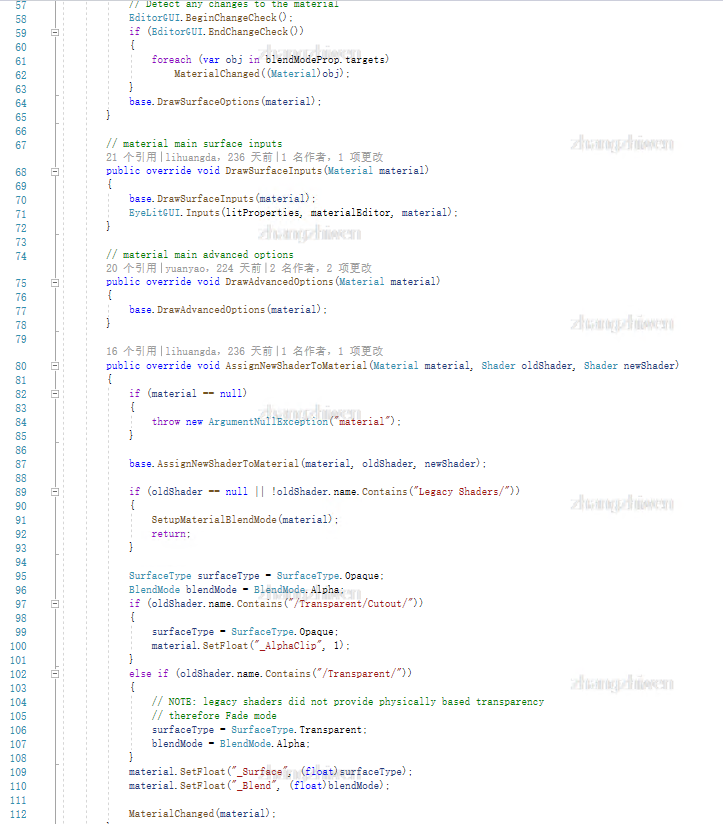 57 // Detect any changes to the material
58 EditorGUI.BeginChangeCheck();
59 if (EditorGUI.EndChangeCheck())
60 {
61 foreach (var obj in blendModeProp.targets)
62 MaterialChanged((Material)obj);
63 }
64 base.DrawSurfaceOptions(material);
65 }
66
67 // material main surface inputs
21 个引用|lihuangda，236 天前|1 名作者，1 项更改
68 public override void DrawSurfaceInputs(Material material)
69 {
70 base.DrawSurfaceInputs(material);
71 EyeLitGUI.Inputs(litProperties, materialEditor, material);
72 }
73
74 // material main advanced options
20 个引用|yuanyao，224 天前|2 名作者，2 项更改
75 public override void DrawAdvancedOptions(Material material)
76 {
77 base.DrawAdvancedOptions(material);
78 }
79
16 个引用|lihuangda，236 天前|1 名作者，1 项更改
80 public override void AssignNewShaderToMaterial(Material material, Shader oldShader, Shader newShader)
81 {
82 if (material == null)
83 {
84 throw new ArgumentNullException("material");
85 }
86
87 base.AssignNewShaderToMaterial(material, oldShader, newShader);
88
89 if (oldShader == null || !oldShader.name.Contains("Legacy Shaders/"))
90 {
91 SetupMaterialBlendMode(material);
92 return;
93 }
94
95 SurfaceType surfaceType = SurfaceType.Opaque;
96 BlendMode blendMode = BlendMode.Alpha;
97 if (oldShader.name.Contains("/Transparent/Cutout/"))
98 {
99 surfaceType = SurfaceType.Opaque;
100 material.SetFloat("_AlphaClip", 1);
101 }
102 else if (oldShader.name.Contains("/Transparent/"))
103 {
104 // NOTE: legacy shaders did not provide physically based transparency
105 // therefore Fade mode
106 surfaceType = SurfaceType.Transparent;
107 blendMode = BlendMode.Alpha;
108 }
109 material.SetFloat("_Surface", (float)surfaceType);
110 material.SetFloat("_Blend", (float)blendMode);
111
112 MaterialChanged(material);
zhangzhiwen
zhangzhiwen
zhangzhiwen
zhangzhiwen
zhangzhiwen
zhangzhiwen
zhangzhiwen
zhangzhiwen
zhangzhiwen